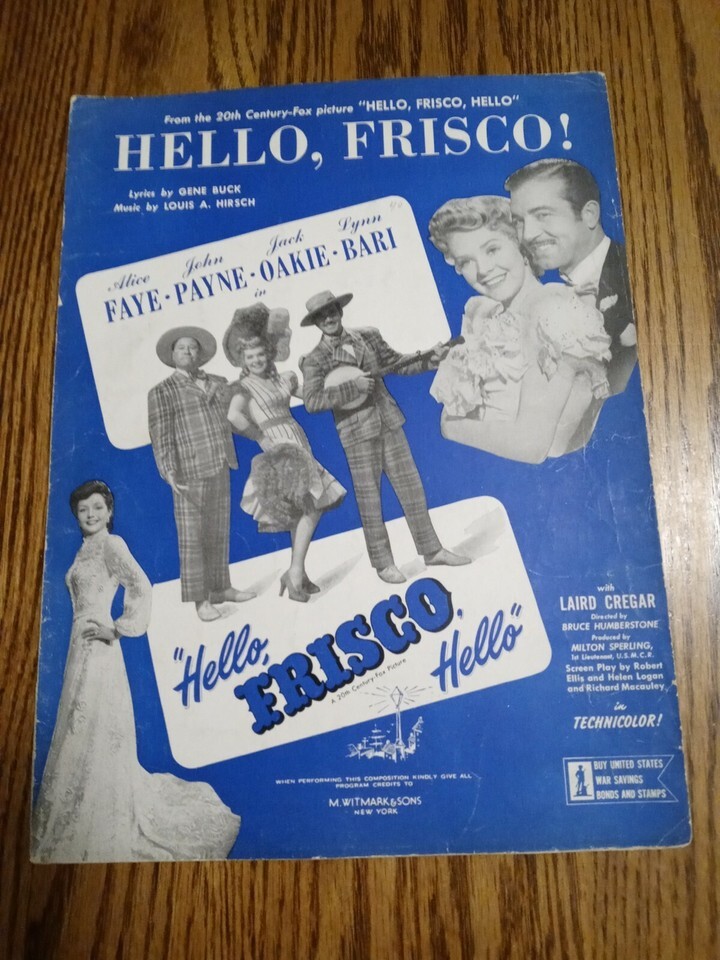 From the 20th Century-Fox picture "HELLO, FRISCO, HELLO"
HELLO, FRISCO!
Lyrics by GENE BUCK
Music by LOUIS A. HIRSCH
Alice John Jack Lynn
FAYE · PAYNE · OAKIE · BARI
in
"Hello,
FRISCO,
Hello"
A 20th Century-Fox Picture
with
LAIRD CREGAR
Directed by
BRUCE HUMBERSTONE
Produced by
MILTON SPERLING,
1st Lieutenant, U.S.M.C.R.
Screen Play by Robert
Ellis and Helen Logan
and Richard Macauley
in
TECHNICOLOR!
WHEN PERFORMING THIS COMPOSITION KINDLY GIVE ALL
PROGRAM CREDITS TO
M. WITMARK & SONS
NEW YORK
BUY UNITED STATES
WAR SAVINGS
BONDS AND STAMPS